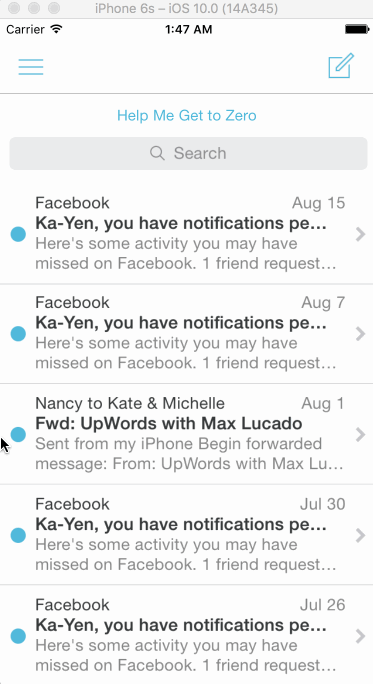 iPhone 6s – iOS 10.0 (14A345)
Carrier 1:47 AM
Help Me Get to Zero
Search
Facebook Aug 15
Ka-Yen, you have notifications pe…
Here's some activity you may have
missed on Facebook. 1 friend request…
Facebook Aug 7
Ka-Yen, you have notifications pe…
Here's some activity you may have
missed on Facebook. 1 friend request…
Nancy to Kate & Michelle Aug 1
Fwd: UpWords with Max Lucado
Sent from my iPhone Begin forwarded
message: From: UpWords with Max Lu…
Facebook Jul 30
Ka-Yen, you have notifications pe…
Here's some activity you may have
missed on Facebook. 1 friend request…
Facebook Jul 26
Ka-Yen, you have notifications pe…
Here's some activity you may have
missed on Facebook. 1 friend request…